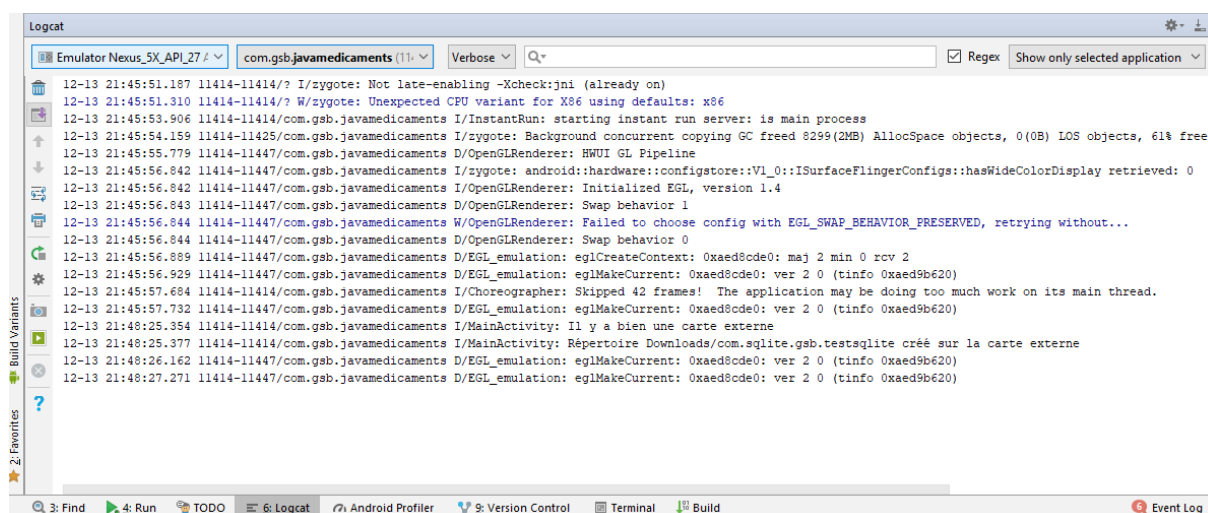 Logcat
Emulator Nexus_5X_API_27 com.gsb.javamedicaments (11 Verbose Regex Show only selected application
12-13 21:45:51.187 11414-11414/? I/zygote: Not late-enabling -Xcheck:jni (already on)
12-13 21:45:51.310 11414-11414/? W/zygote: Unexpected CPU variant for X86 using defaults: x86
12-13 21:45:53.906 11414-11414/com.gsb.javamedicaments I/InstantRun: starting instant run server: is main process
12-13 21:45:54.159 11414-11425/com.gsb.javamedicaments I/zygote: Background concurrent copying GC freed 8299(2MB) AllocSpace objects, 0(0B) LOS objects, 61% free
12-13 21:45:55.779 11414-11447/com.gsb.javamedicaments D/OpenGLRenderer: HWUI GL Pipeline
12-13 21:45:56.842 11414-11447/com.gsb.javamedicaments I/zygote: android::hardware::configstore::V1_0::ISurfaceFlingerConfigs::hasWideColorDisplay retrieved: 0
12-13 21:45:56.842 11414-11447/com.gsb.javamedicaments I/OpenGLRenderer: Initialized EGL, version 1.4
12-13 21:45:56.843 11414-11447/com.gsb.javamedicaments D/OpenGLRenderer: Swap behavior 1
12-13 21:45:56.844 11414-11447/com.gsb.javamedicaments W/OpenGLRenderer: Failed to choose config with EGL_SWAP_BEHAVIOR_PRESERVED, retrying without...
12-13 21:45:56.844 11414-11447/com.gsb.javamedicaments D/OpenGLRenderer: Swap behavior 0
12-13 21:45:56.889 11414-11447/com.gsb.javamedicaments D/EGL_emulation: eglCreateContext: 0xaed8cde0: maj 2 min 0 rcv 2
12-13 21:45:56.929 11414-11447/com.gsb.javamedicaments D/EGL_emulation: eglMakeCurrent: 0xaed8cde0: ver 2 0 (tinfo 0xaed9b620)
12-13 21:45:57.684 11414-11414/com.gsb.javamedicaments I/Choreographer: Skipped 42 frames!  The application may be doing too much work on its main thread.
12-13 21:45:57.732 11414-11447/com.gsb.javamedicaments D/EGL_emulation: eglMakeCurrent: 0xaed8cde0: ver 2 0 (tinfo 0xaed9b620)
12-13 21:48:25.354 11414-11414/com.gsb.javamedicaments I/MainActivity: Il y a bien une carte externe
12-13 21:48:25.377 11414-11414/com.gsb.javamedicaments I/MainActivity: Répertoire Downloads/com.sqlite.gsb.testsqlite créé sur la carte externe
12-13 21:48:26.162 11414-11447/com.gsb.javamedicaments D/EGL_emulation: eglMakeCurrent: 0xaed8cde0: ver 2 0 (tinfo 0xaed9b620)
12-13 21:48:27.271 11414-11447/com.gsb.javamedicaments D/EGL_emulation: eglMakeCurrent: 0xaed8cde0: ver 2 0 (tinfo 0xaed9b620)
Build Variants
2: Favorites
3: Find 4: Run TODO 6: Logcat Android Profiler 9: Version Control Terminal Build 6 Event Log